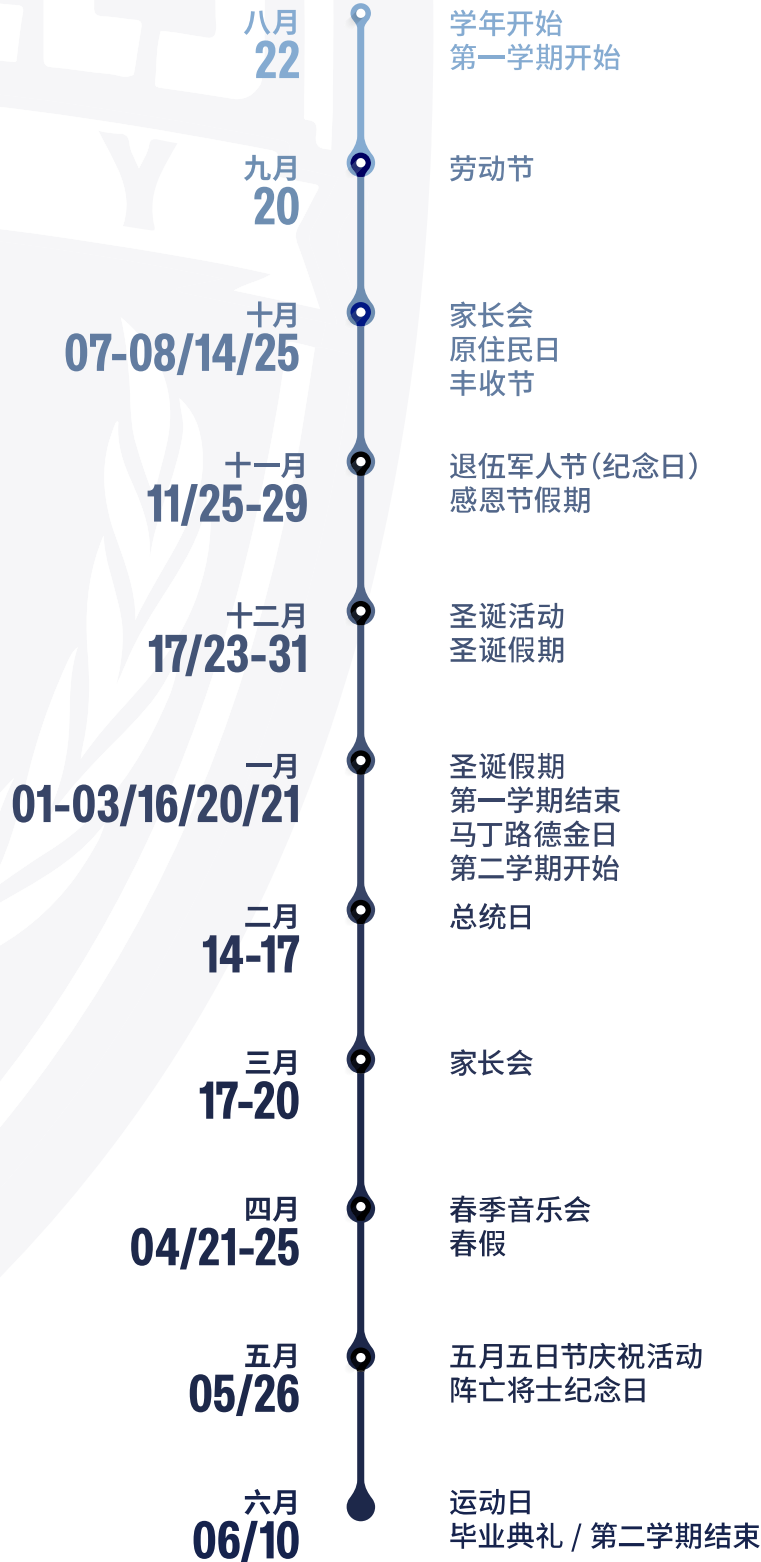 八月
22
学年开始
第一学期开始
九月
20
劳动节
十月
07-08/14/25
家长会
原住民日
丰收节
十一月
11/25-29
退伍军人节(纪念日)
感恩节假期
十二月
17/23-31
圣诞活动
圣诞假期
一月
01-03/16/20/21
圣诞假期
第一学期结束
马丁路德金日
第二学期开始
二月
14-17
总统日
三月
17-20
家长会
四月
04/21-25
春季音乐会
春假
五月
05/26
五月五日节庆祝活动
阵亡将士纪念日
六月
06/10
运动日
毕业典礼 / 第二学期结束
Y